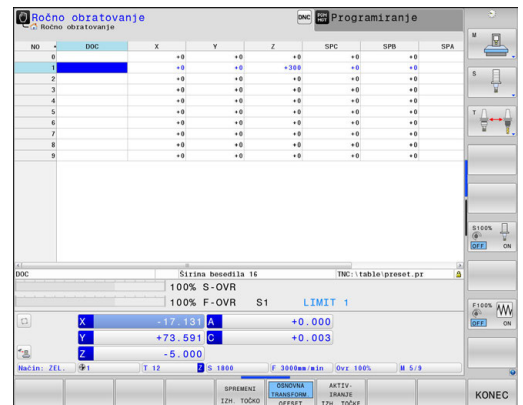 Ročno obratovanje
Ročno obratovanje
DNC
Programiranje
NO DOC X Y Z SPC SPB SPA
0 +0 +0 +0 +0 +0
1 +0 +0 +300 +0 +0
2 +0 +0 +0 +0 +0
3 +0 +0 +0 +0 +0
4 +0 +0 +0 +0 +0
5 +0 +0 +0 +0 +0
6 +0 +0 +0 +0 +0
7 +0 +0 +0 +0 +0
8 +0 +0 +0 +0 +0
9 +0 +0 +0 +0 +0
DOC Širina besedila 16 TNC:\table\preset.pr
100% S-OVR
100% F-OVR S1 LIMIT 1
X -17.131 A +0.000
Y +73.591 C +0.003
Z -5.000
Način: ZEL. 1 T 12 Z S 1800 F 3000mm/min Ovr 100% M 5/9
SPREMENI
IZH. TOČKO
OSNOVNA
TRANSFORM.
OFFSET
AKTIV-
IRANJE
IZH. TOČKE
KONEC
M
S
T
S100%
OFF ON
F100%
OFF ON